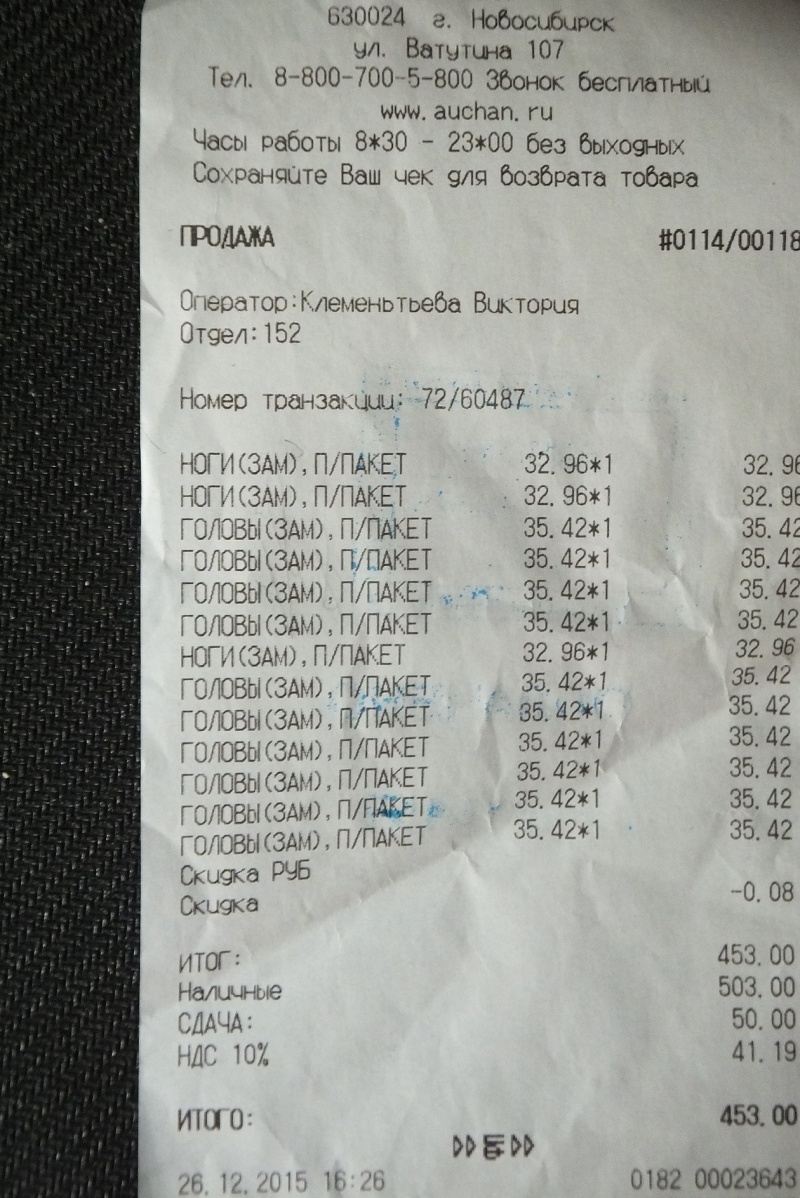 630024 г. Новосибирск
ул. Ватутина 107
Тел. 8-800-700-5-800 Звонок бесплатный
www.auchan.ru
Часы работы 8*30 - 23*00 без выходных
Сохраняйте Ваш чек для возврата товара
ПРОДАЖА #0114/00118
Оператор:Клементьева Виктория
Отдел:152
Номер транзакции: 72/60487
НОГИ(ЗАМ),П/ПАКЕТ 32.96*1 32.96
НОГИ(ЗАМ),П/ПАКЕТ 32.96*1 32.96
ГОЛОВЫ(ЗАМ),П/ПАКЕТ 35.42*1 35.42
ГОЛОВЫ(ЗАМ),П/ПАКЕТ 35.42*1 35.42
ГОЛОВЫ(ЗАМ),П/ПАКЕТ 35.42*1 35.42
ГОЛОВЫ(ЗАМ),П/ПАКЕТ 35.42*1 35.42
НОГИ(ЗАМ),П/ПАКЕТ 32.96*1 32.96
ГОЛОВЫ(ЗАМ),П/ПАКЕТ 35.42*1 35.42
ГОЛОВЫ(ЗАМ),П/ПАКЕТ 35.42*1 35.42
ГОЛОВЫ(ЗАМ),П/ПАКЕТ 35.42*1 35.42
ГОЛОВЫ(ЗАМ),П/ПАКЕТ 35.42*1 35.42
ГОЛОВЫ(ЗАМ),П/ПАКЕТ 35.42*1 35.42
ГОЛОВЫ(ЗАМ),П/ПАКЕТ 35.42*1 35.42
Скидка РУБ
Скидка -0.08
ИТОГ: 453.00
Наличные 503.00
СДАЧА: 50.00
НДС 10% 41.19
ИТОГО: 453.00
26.12.2015 16:26 0182 00023643